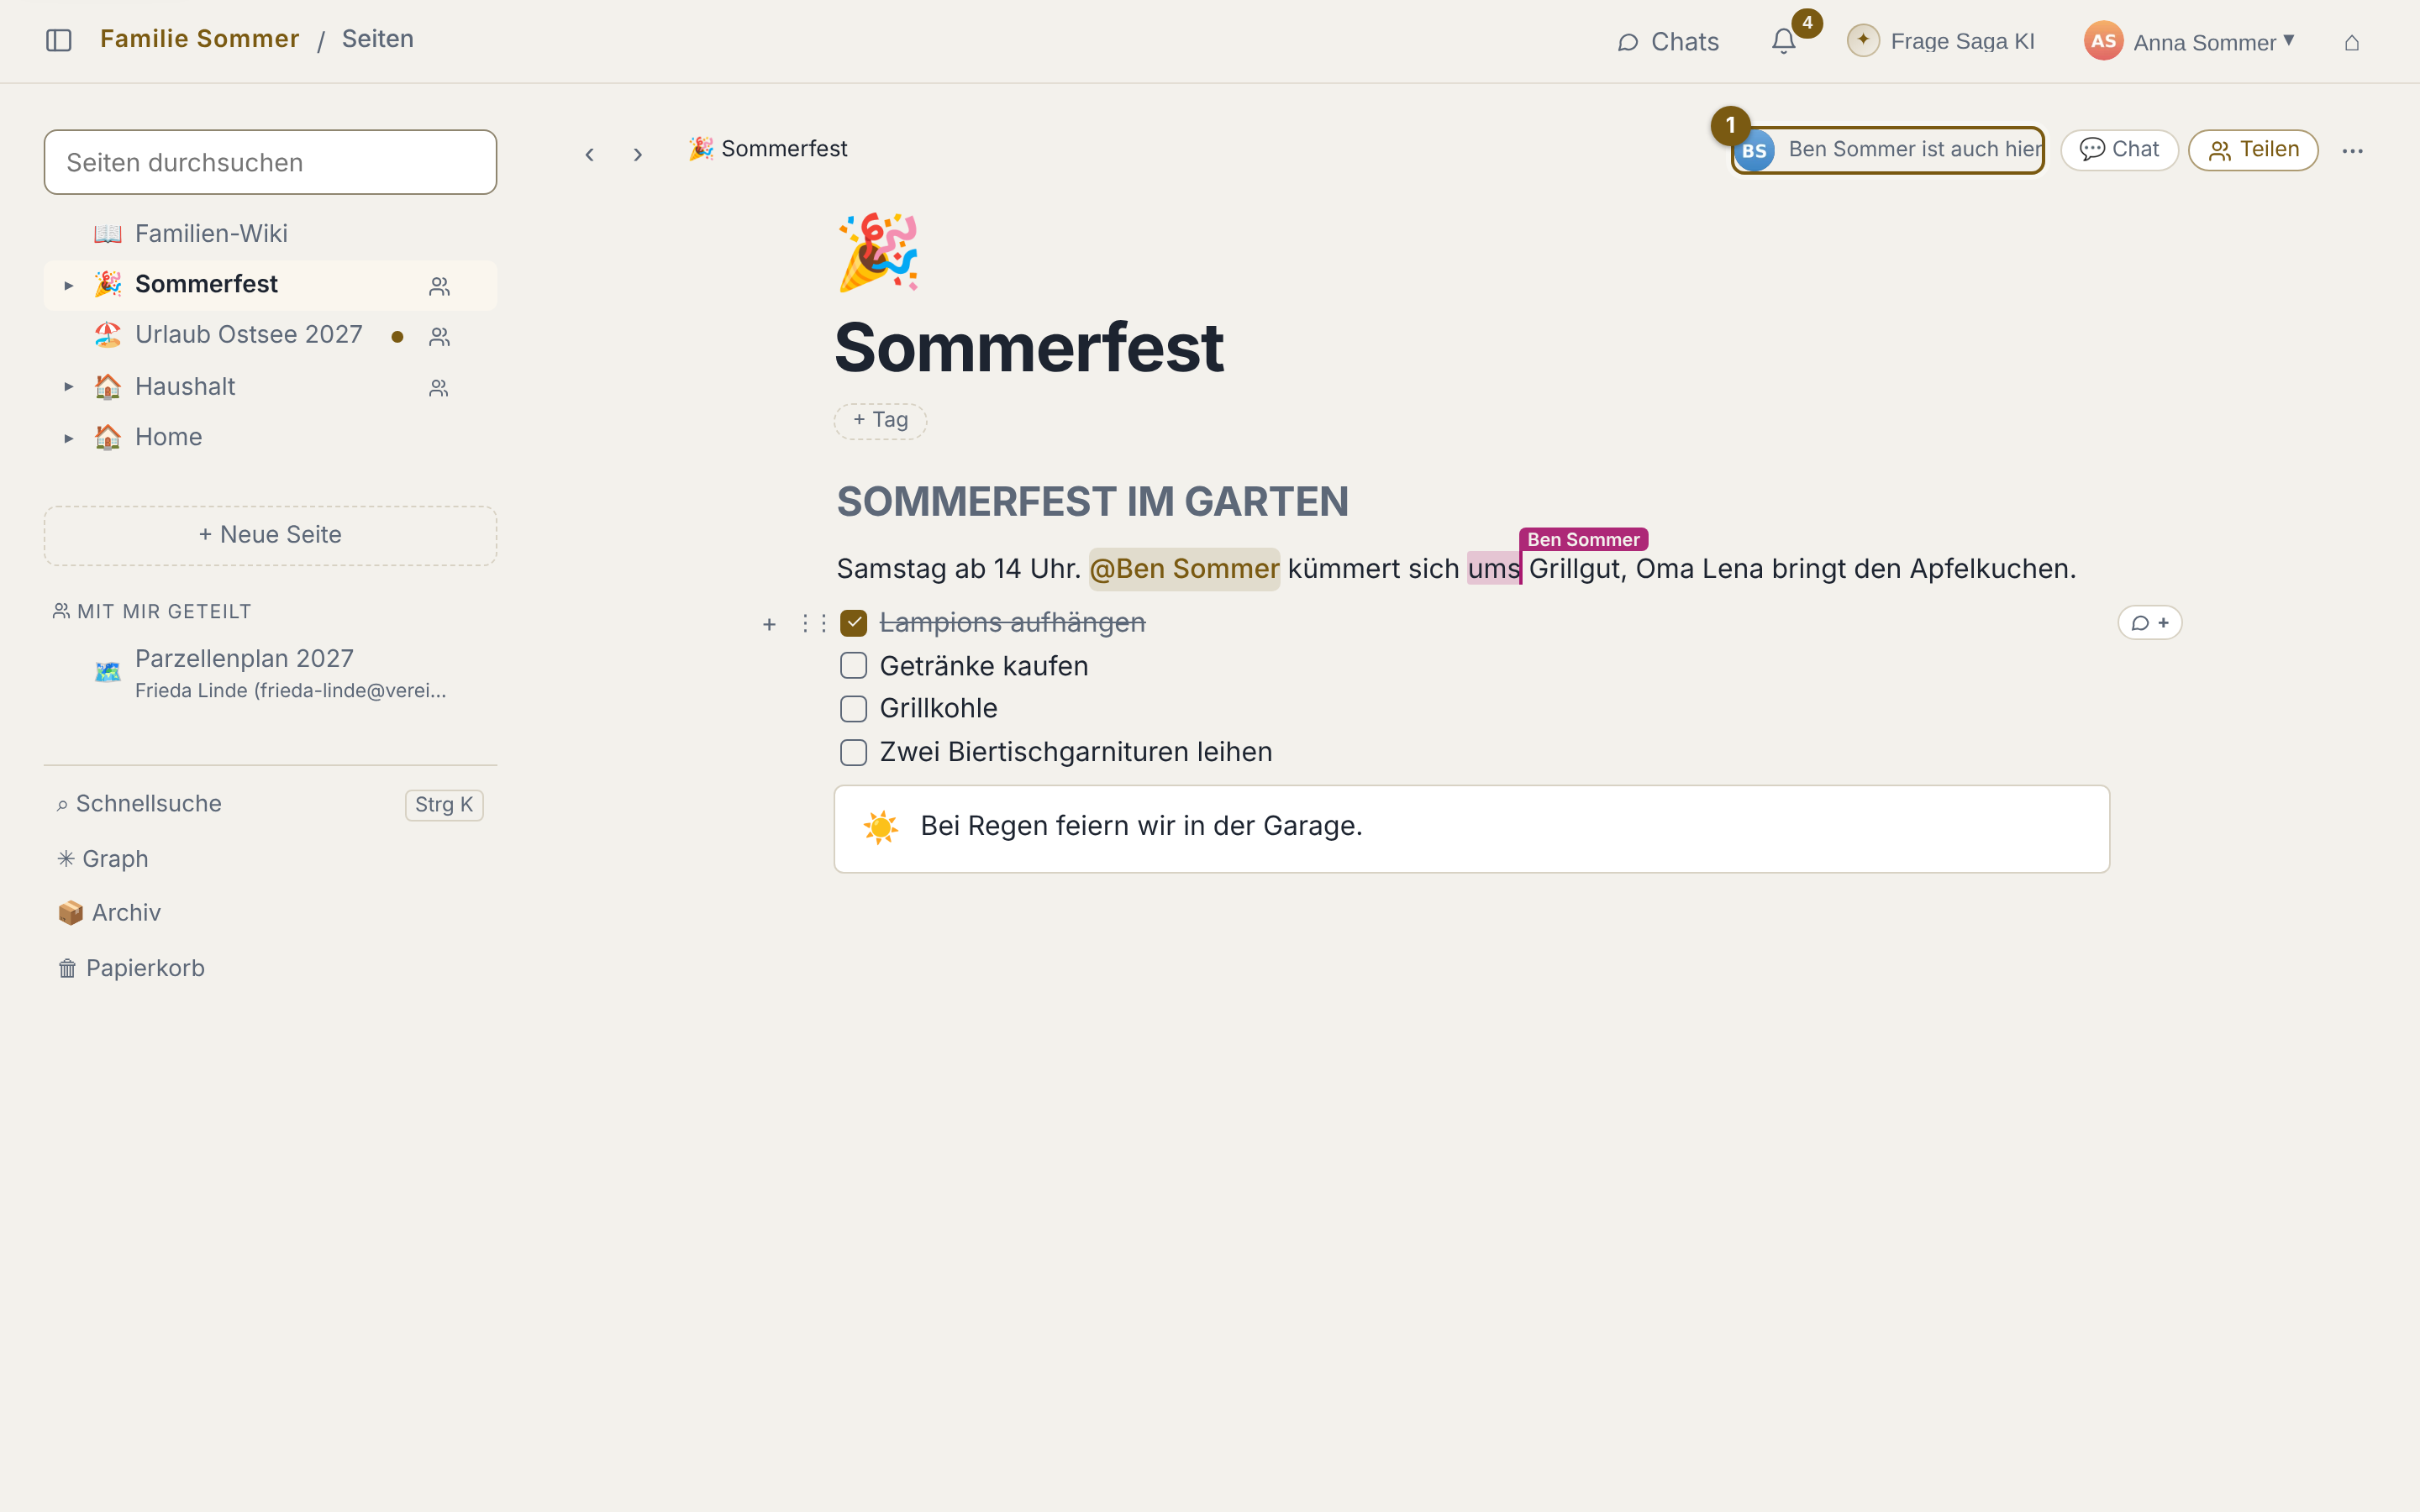 Familie Sommer / Seiten
Chats
4
Frage Saga KI
AS Anna Sommer
Seiten durchsuchen
Familien-Wiki
Sommerfest
Urlaub Ostsee 2027
Haushalt
Home
+ Neue Seite
MIT MIR GETEILT
Parzellenplan 2027
Frieda Linde (frieda-linde@verei...
Schnellsuche Strg K
Graph
Archiv
Papierkorb
Sommerfest
1
BS Ben Sommer ist auch hier
Chat
Teilen
Sommerfest
+ Tag
SOMMERFEST IM GARTEN
Ben Sommer
Samstag ab 14 Uhr. @Ben Sommer kümmert sich ums Grillgut, Oma Lena bringt den Apfelkuchen.
Lampions aufhängen
Getränke kaufen
Grillkohle
Zwei Biertischgarnituren leihen
Bei Regen feiern wir in der Garage.